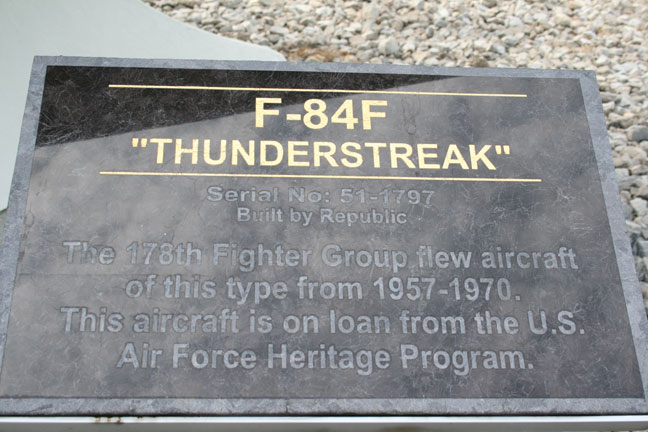 F-84F
"THUNDERSTREAK"
Serial No: 51-1797
Built by Republic
The 178th Fighter Group flew aircraft
of this type from 1957-1970.
This aircraft is on loan from the U.S.
Air Force Heritage Program.